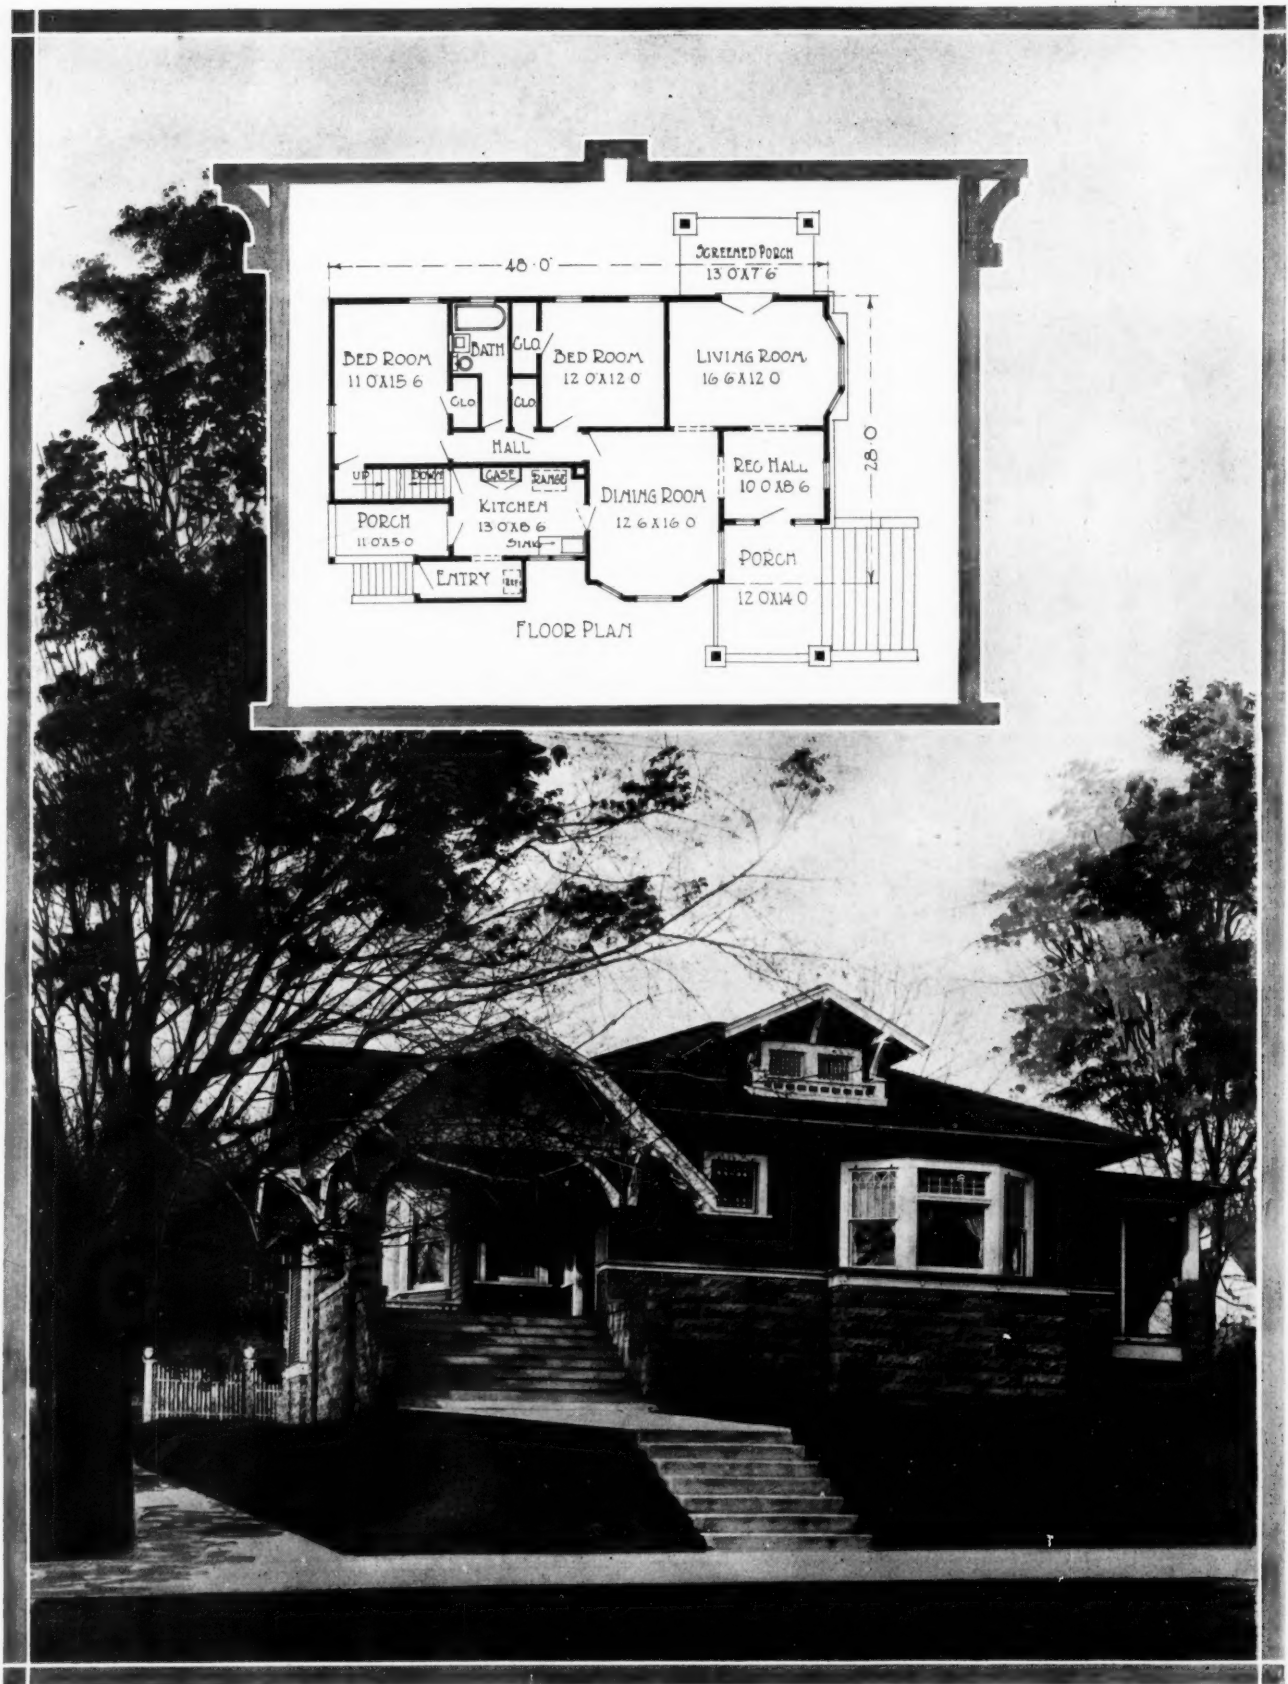 SCREENED PORCH
13 0 X 7 6
48-0
BED ROOM
11 0 X 15 6
BATH
CLO.
BED ROOM
12 0 X 12 0
LIVING ROOM
16 6 X 12 0
CLO
CLO
HALL
28-0
UP
DOWN
CASE
RANGE
REC HALL
10 0 X 8 6
KITCHEN
13 0 X 8 6
DINING ROOM
12 6 X 16 0
PORCH
11 0 X 5 0
SINK
PORCH
12 0 X 14 0
ENTRY
REF
FLOOR PLAN